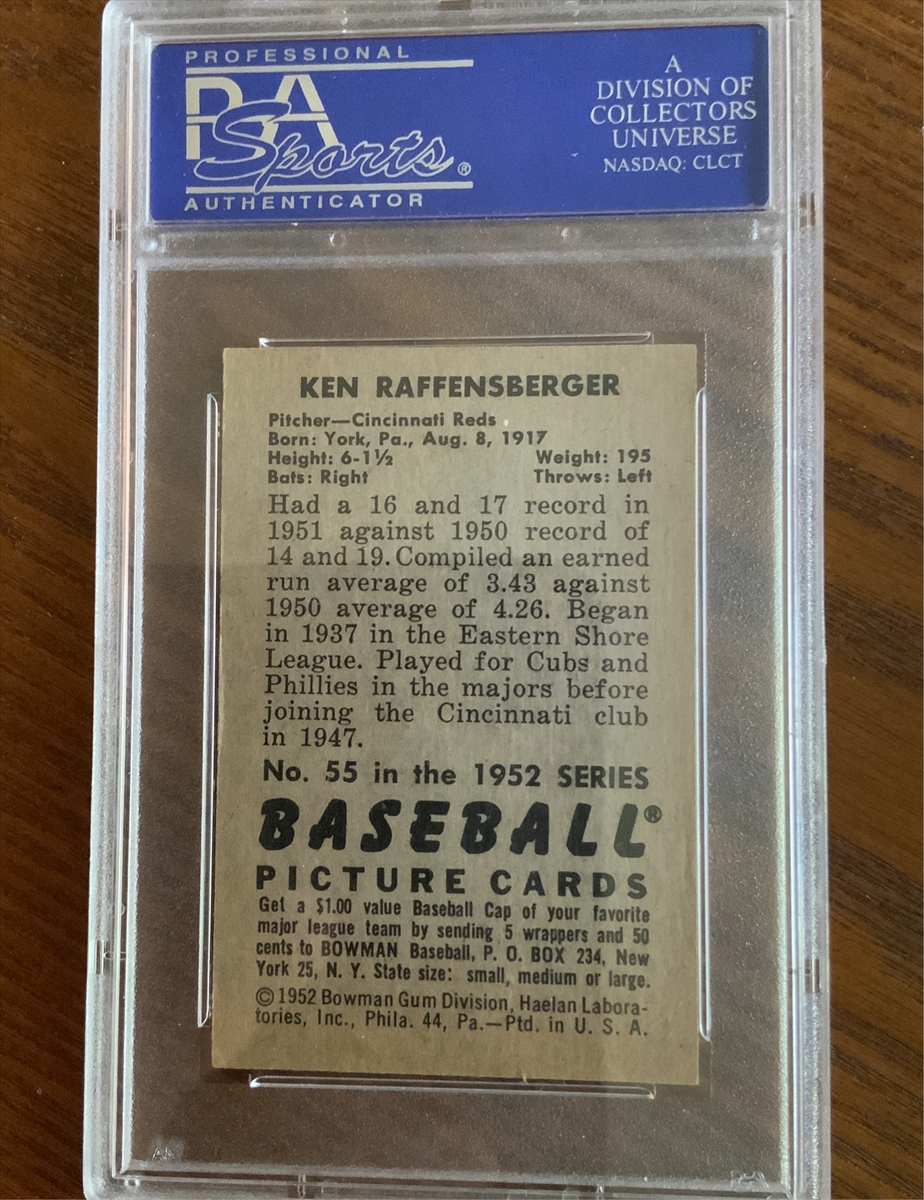 PROFESSIONAL
PSA
Sports®
AUTHENTICATOR
A
DIVISION OF
COLLECTORS
UNIVERSE
NASDAQ: CLCT
KEN RAFFENSBERGER
Pitcher—Cincinnati Reds
Born: York, Pa., Aug. 8, 1917
Height: 6-1½ Weight: 195
Bats: Right Throws: Left
Had a 16 and 17 record in
1951 against 1950 record of
14 and 19. Compiled an earned
run average of 3.43 against
1950 average of 4.26. Began
in 1937 in the Eastern Shore
League. Played for Cubs and
Phillies in the majors before
joining the Cincinnati club
in 1947.
No. 55 in the 1952 SERIES
BASEBALL®
PICTURE CARDS
Get a $1.00 value Baseball Cap of your favorite
major league team by sending 5 wrappers and 50
cents to BOWMAN Baseball, P. O. BOX 234, New
York 25, N. Y. State size: small, medium or large.
©1952 Bowman Gum Division, Haelan Labora-
tories, Inc., Phila. 44, Pa.—Ptd. in U. S. A.